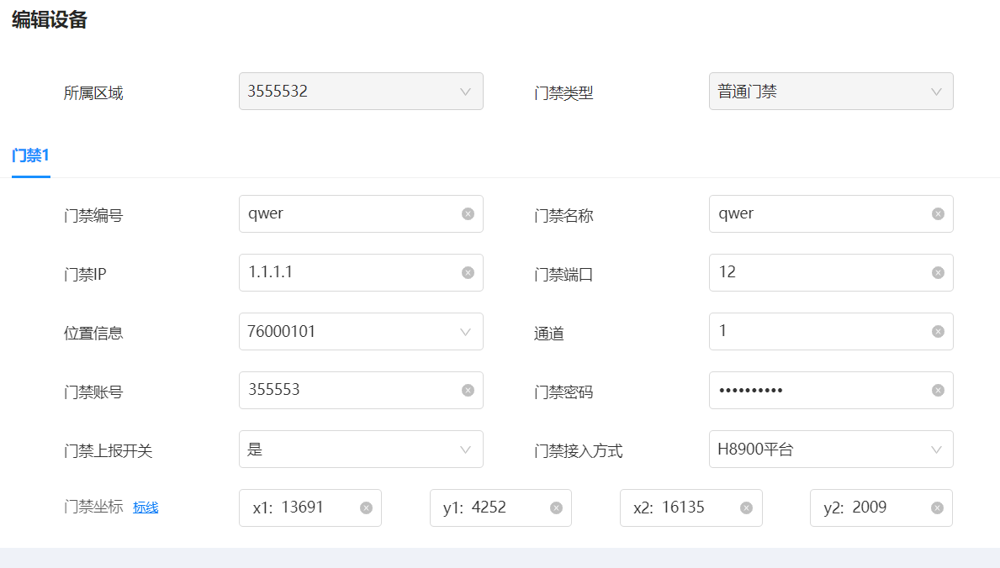 编辑设备
所属区域 3555532 门禁类型 普通门禁
门禁1
门禁编号 qwer 门禁名称 qwer
门禁IP 1.1.1.1 门禁端口 12
位置信息 76000101 通道 1
门禁账号 355553 门禁密码 ••••••••••
门禁上报开关 是 门禁接入方式 H8900平台
门禁坐标 标线 x1: 13691 y1: 4252 x2: 16135 y2: 2009